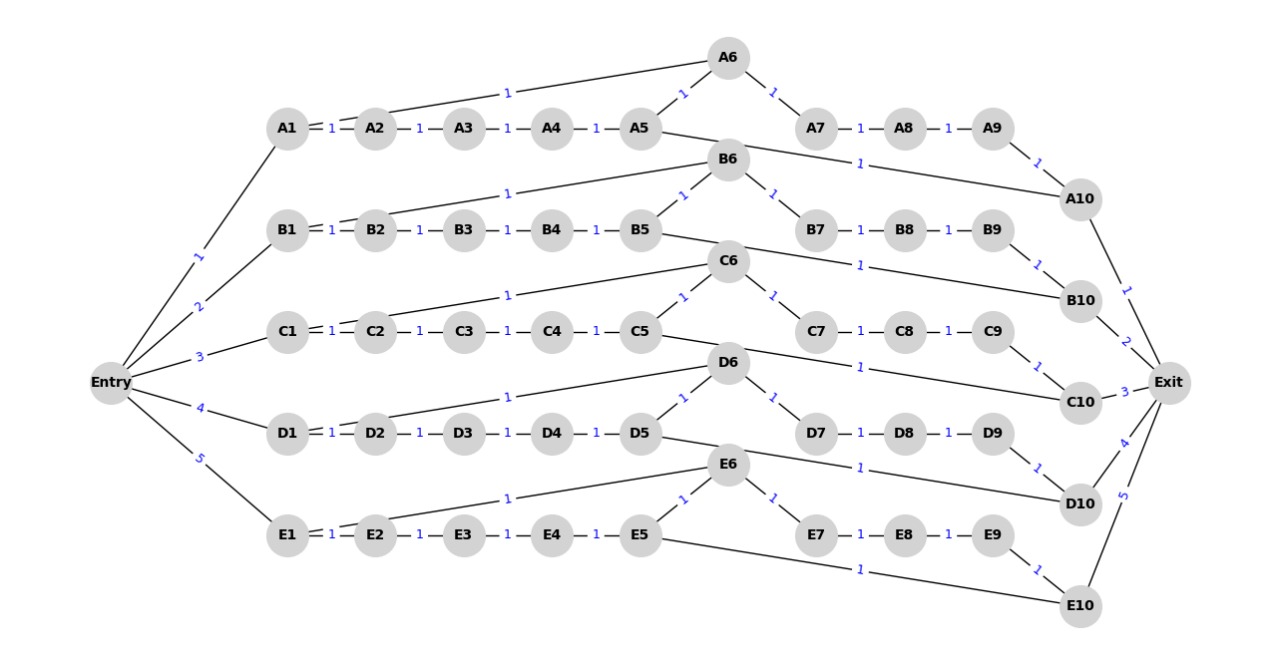 A6
1 1 1
A1 1 A2 1 A3 1 A4 1 A5 A7 1 A8 1 A9
B6 1 1
1 1 1 A10
1 B1 1 B2 1 B3 1 B4 1 B5 B7 1 B8 1 B9
C6 1 1
1 1 1 B10 1
2 C1 1 C2 1 C3 1 C4 1 C5 C7 1 C8 1 C9 2
3 D6 1 1
Entry Exit
1 1 1 C10 3
4 D1 1 D2 1 D3 1 D4 1 D5 D7 1 D8 1 D9 4
5 E6 1 1
1 1 1 D10 5
E1 1 E2 1 E3 1 E4 1 E5 E7 1 E8 1 E9
1 1
E10